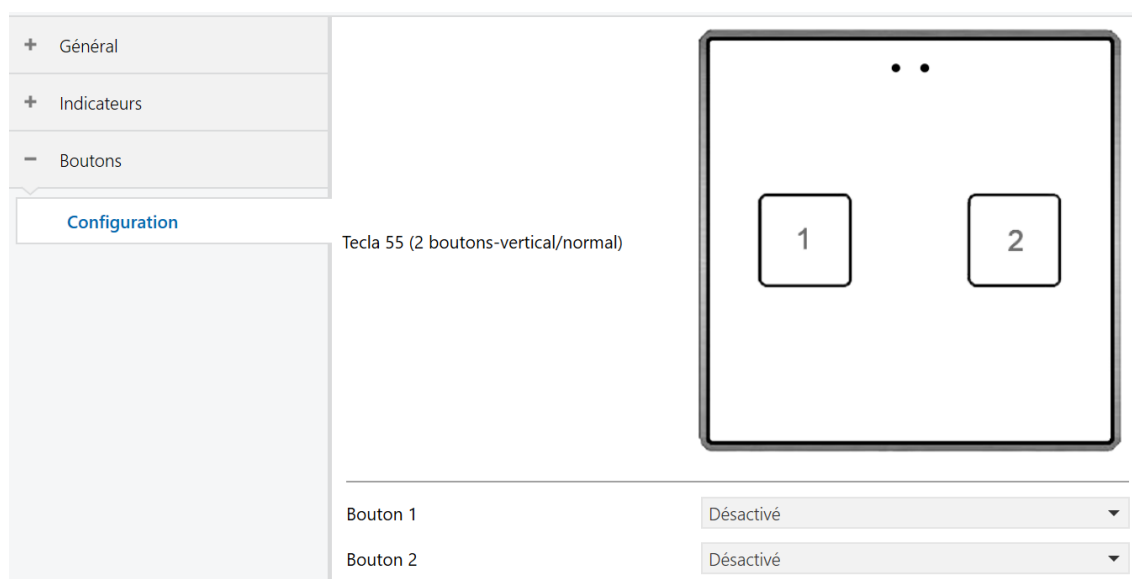 Général
Indicateurs
Boutons
Configuration
Tecla 55 (2 boutons-vertical/normal)
1 2
Bouton 1 Désactivé
Bouton 2 Désactivé